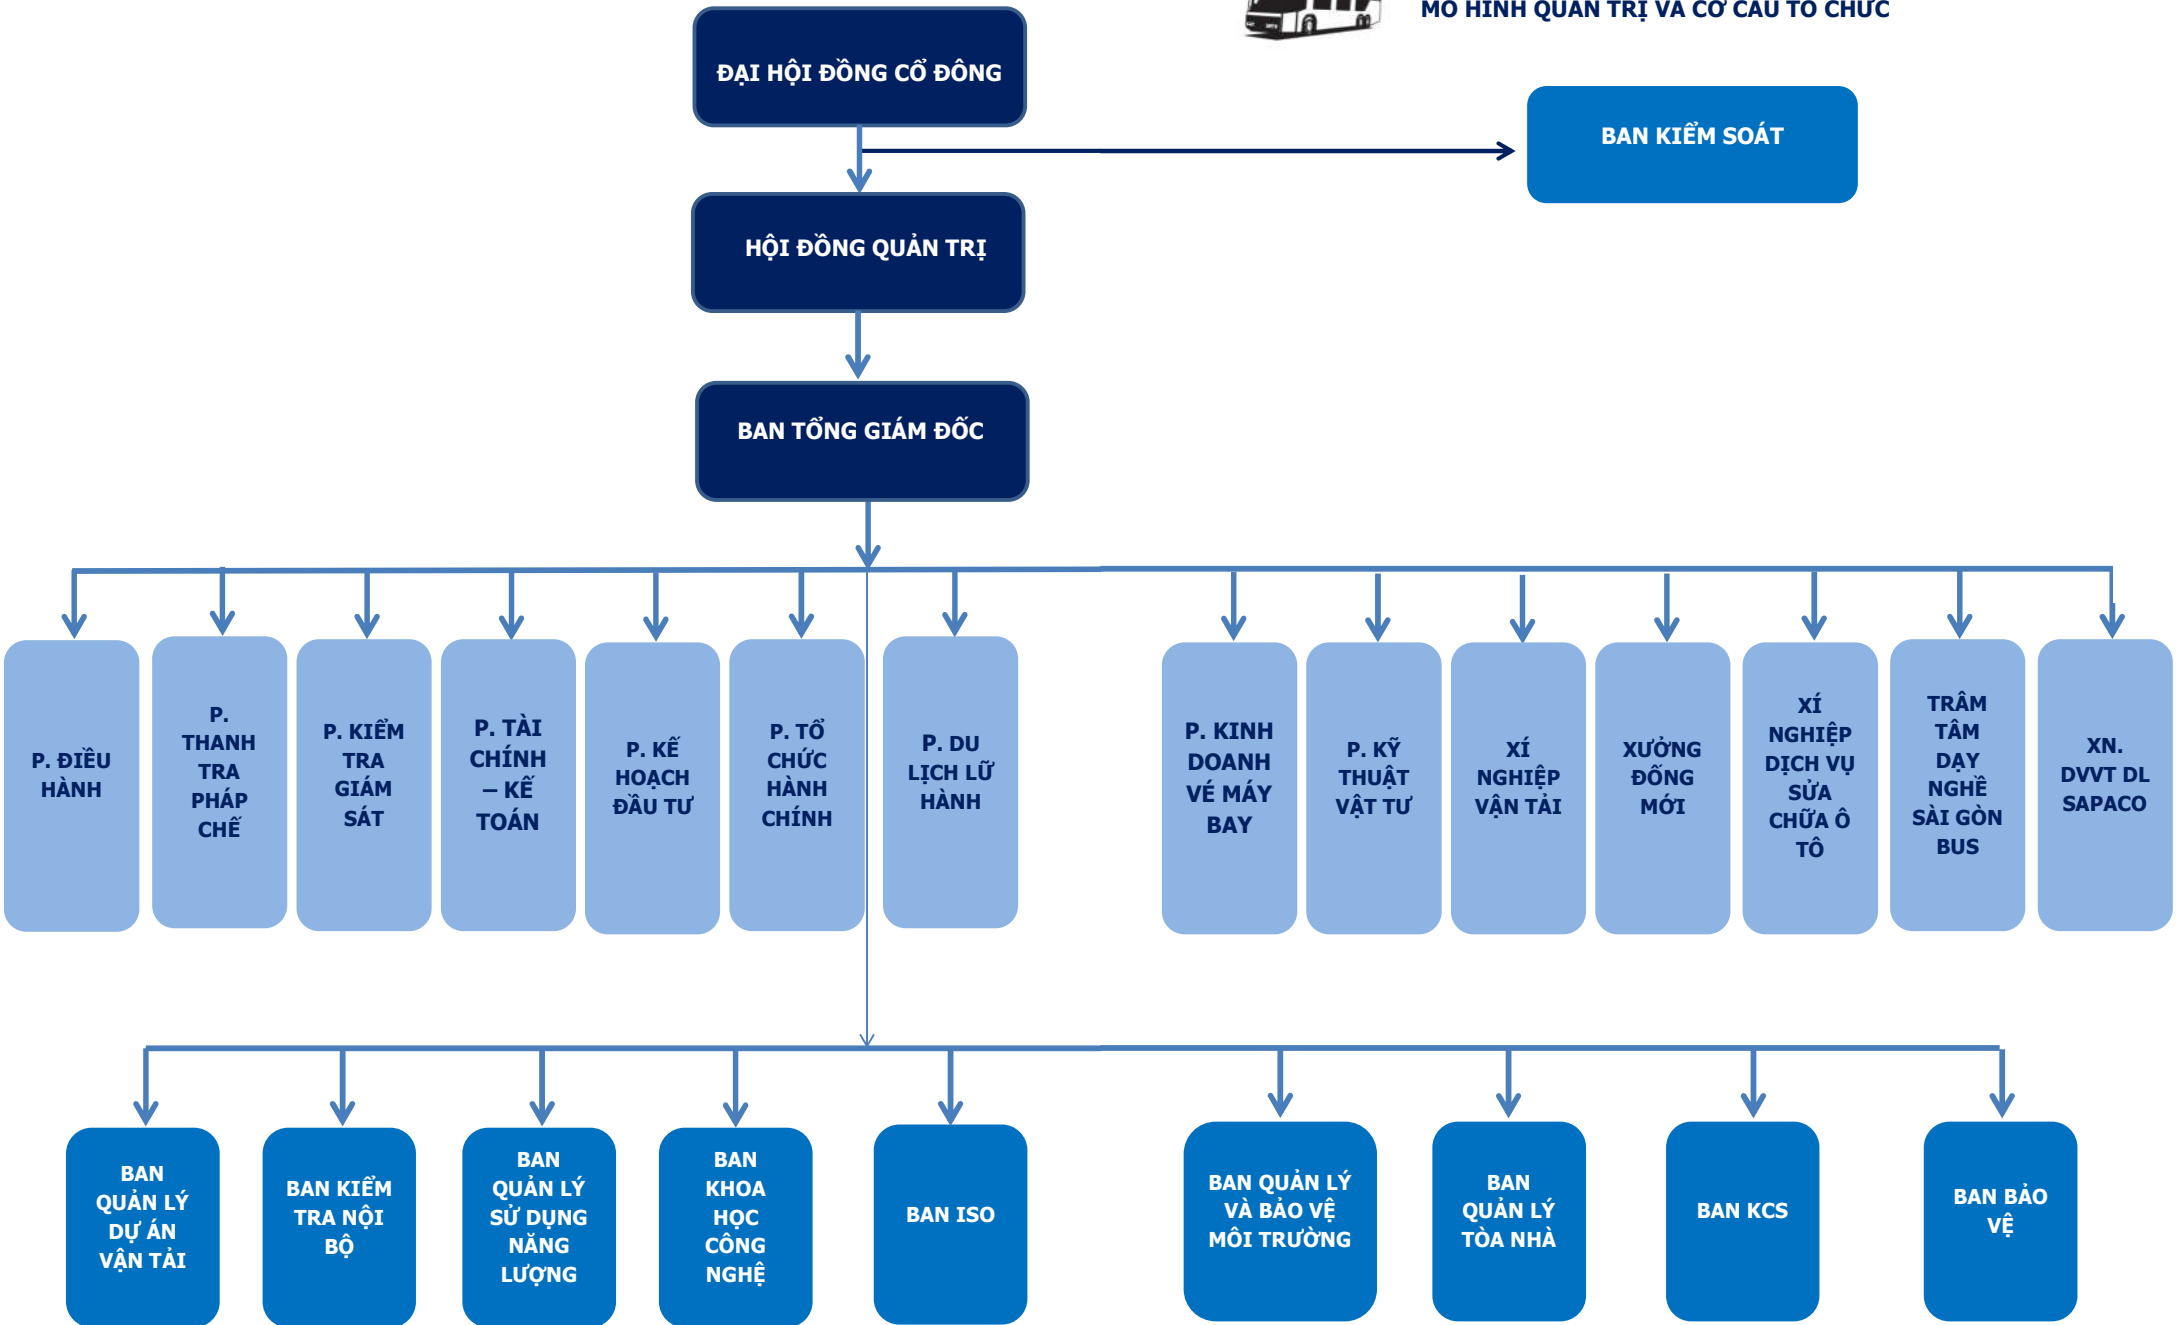 MÔ HÌNH QUẢN TRỊ VÀ CƠ CẤU TỔ CHỨC
ĐẠI HỘI ĐỒNG CỔ ĐÔNG
BAN KIỂM SOÁT
HỘI ĐỒNG QUẢN TRỊ
BAN TỔNG GIÁM ĐỐC
P. ĐIỀU
HÀNH
P.
THANH
TRA
PHÁP
CHẾ
P. KIỂM
TRA
GIÁM
SÁT
P. TÀI
CHÍNH
– KẾ
TOÁN
P. KẾ
HOẠCH
ĐẦU TƯ
P. TỔ
CHỨC
HÀNH
CHÍNH
P. DU
LỊCH LỮ
HÀNH
P. KINH
DOANH
VÉ MÁY
BAY
P. KỸ
THUẬT
VẬT TƯ
XÍ
NGHIỆP
VẬN TẢI
XƯỞNG
ĐỐNG
MỚI
XÍ
NGHIỆP
DỊCH VỤ
SỬA
CHỮA Ô
TÔ
TRÂM
TÂM
DẠY
NGHỀ
SÀI GÒN
BUS
XN.
DVVT DL
SAPACO
BAN
QUẢN LÝ
DỰ ÁN
VẬN TẢI
BAN KIỂM
TRA NỘI
BỘ
BAN
QUẢN LÝ
SỬ DỤNG
NĂNG
LƯỢNG
BAN
KHOA
HỌC
CÔNG
NGHỆ
BAN ISO
BAN QUẢN LÝ
VÀ BẢO VỆ
MÔI TRƯỜNG
BAN
QUẢN LÝ
TÒA NHÀ
BAN KCS
BAN BẢO
VỆ